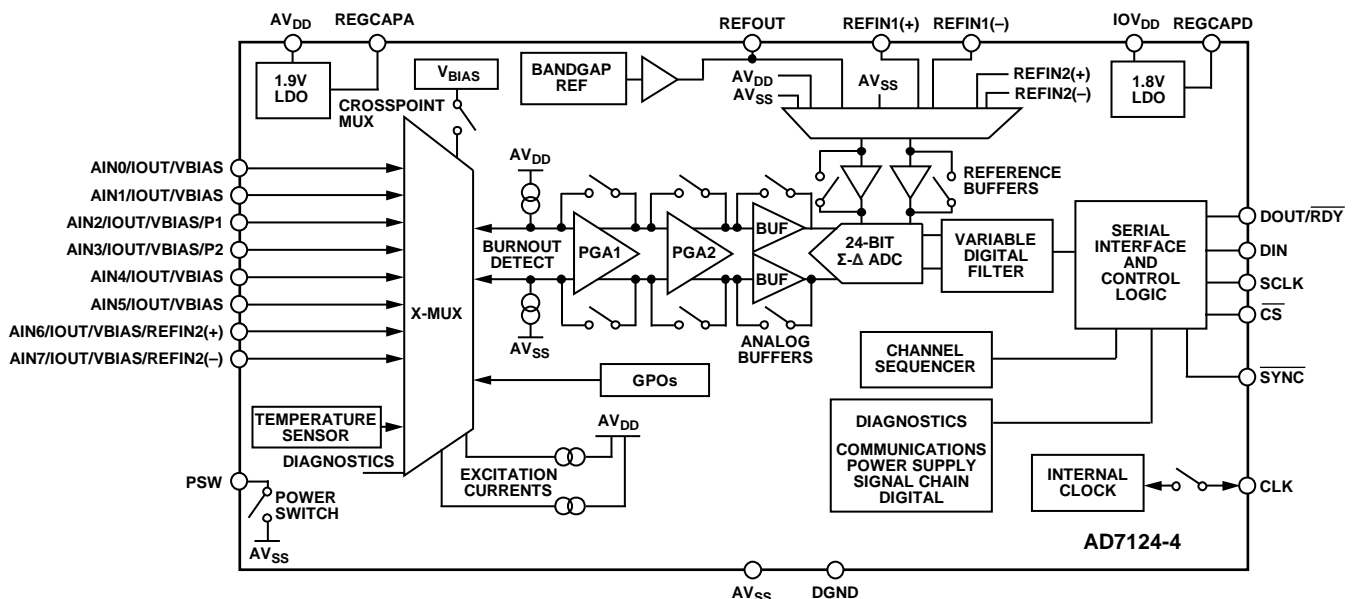 AVDD
REGCAPA
REFOUT
REFIN1(+)
REFIN1(–)
IOVDD
REGCAPD
1.9V
LDO
VBIAS
BANDGAP
REF
AVDD
AVSS
AVSS
REFIN2(+)
REFIN2(–)
1.8V
LDO
CROSSPOINT
MUX
AIN0/IOUT/VBIAS
AIN1/IOUT/VBIAS
AIN2/IOUT/VBIAS/P1
AIN3/IOUT/VBIAS/P2
AIN4/IOUT/VBIAS
AIN5/IOUT/VBIAS
AIN6/IOUT/VBIAS/REFIN2(+)
AIN7/IOUT/VBIAS/REFIN2(–)
X-MUX
AVDD
BURNOUT
DETECT
AVSS
PGA1
PGA2
BUF
BUF
ANALOG
BUFFERS
REFERENCE
BUFFERS
24-BIT
Σ-Δ ADC
VARIABLE
DIGITAL
FILTER
SERIAL
INTERFACE
AND
CONTROL
LOGIC
DOUT/RDY
DIN
SCLK
CS
SYNC
GPOs
CHANNEL
SEQUENCER
TEMPERATURE
SENSOR
DIAGNOSTICS
AVDD
EXCITATION
CURRENTS
DIAGNOSTICS
COMMUNICATIONS
POWER SUPPLY
SIGNAL CHAIN
DIGITAL
INTERNAL
CLOCK
CLK
PSW
POWER
SWITCH
AVSS
AD7124-4
AVSS
DGND